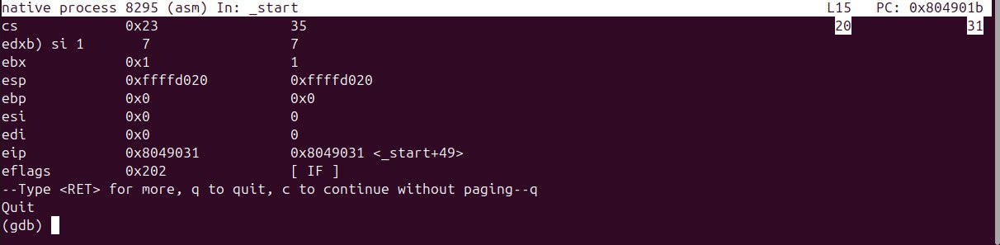 native process 8295 (asm) In: _start L15 PC: 0x804901b
cs 0x23 35 20 31
edxb) si 1 7 7
ebx 0x1 1
esp 0xffffd020 0xffffd020
ebp 0x0 0x0
esi 0x0 0
edi 0x0 0
eip 0x8049031 0x8049031 <_start+49>
eflags 0x202 [ IF ]
--Type <RET> for more, q to quit, c to continue without paging--q
Quit
(gdb)